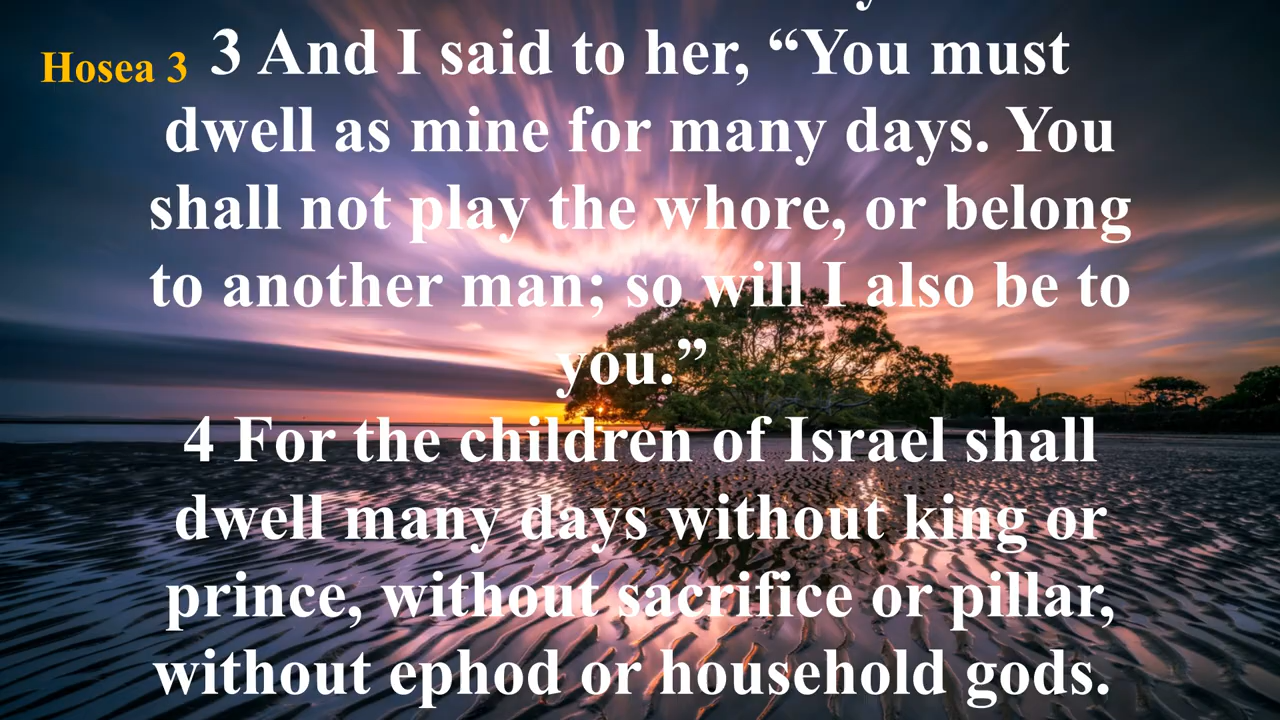 Hosea 3
3 And I said to her, “You must
dwell as mine for many days. You
shall not play the whore, or belong
to another man; so will I also be to
you.”
4 For the children of Israel shall
dwell many days without king or
prince, without sacrifice or pillar,
without ephod or household gods.